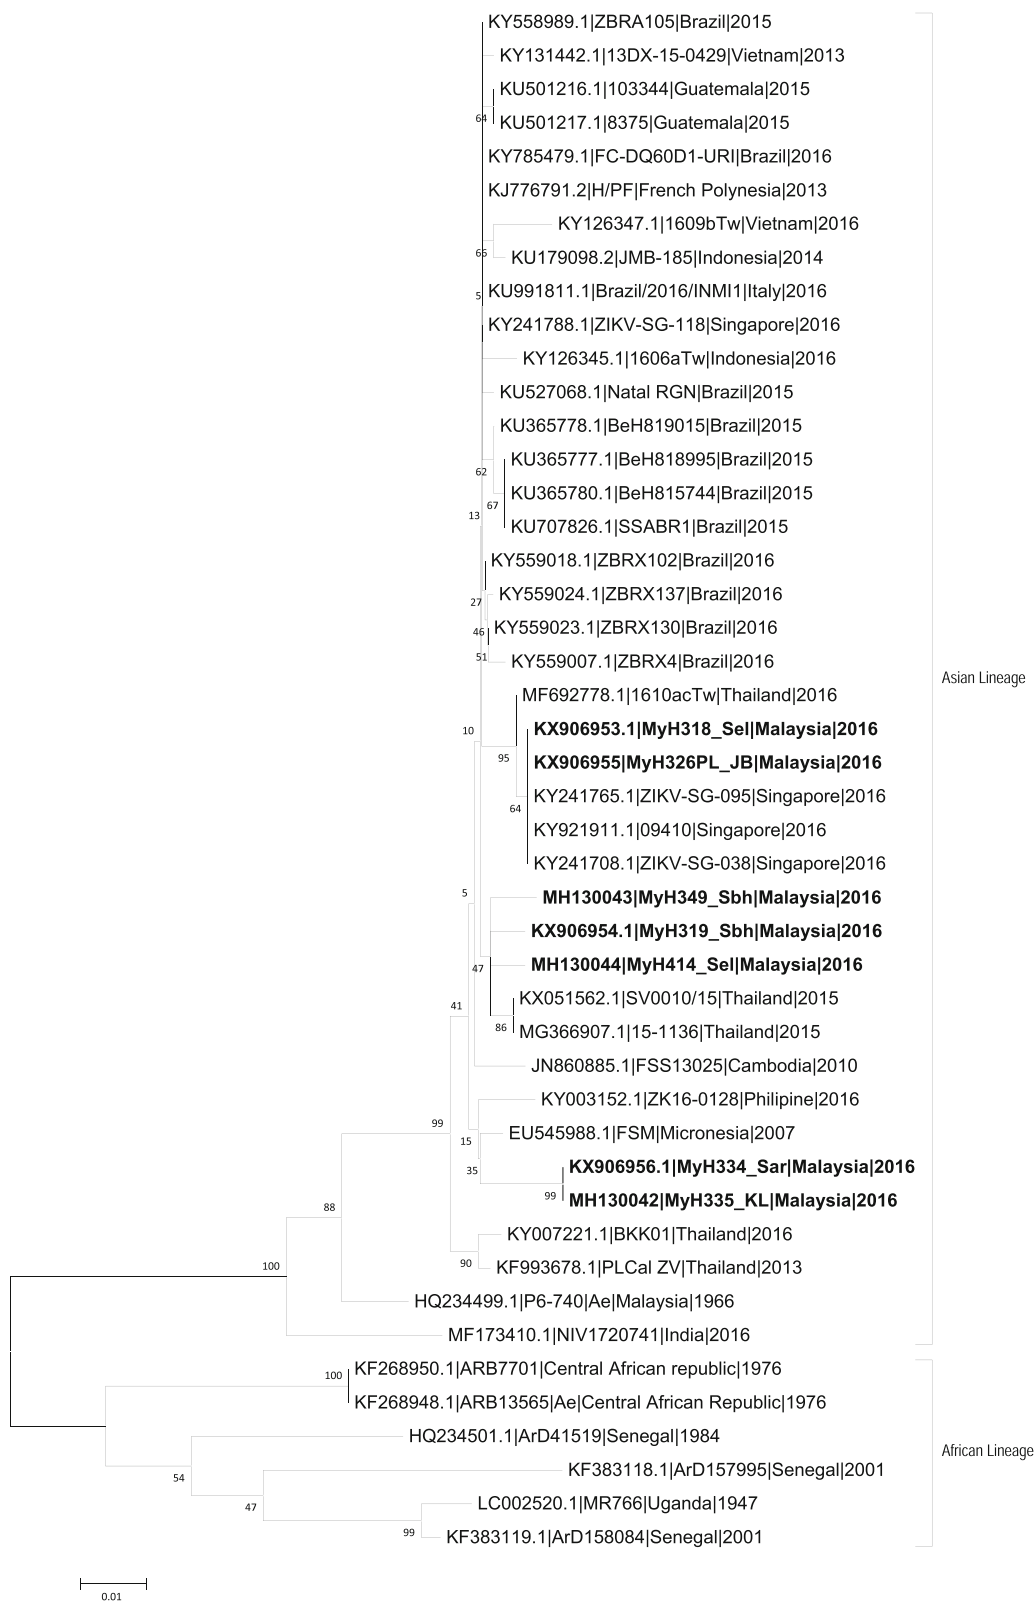 KY558989.1|ZBRA105|Brazil|2015
KY131442.1|13DX-15-0429|Vietnam|2013
KU501216.1|103344|Guatemala|2015
64
KU501217.1|8375|Guatemala|2015
KY785479.1|FC-DQ60D1-URI|Brazil|2016
KJ776791.2|H/PF|French Polynesia|2013
KY126347.1|1609bTw|Vietnam|2016
66
KU179098.2|JMB-185|Indonesia|2014
5
KU991811.1|Brazil/2016/INMI1|Italy|2016
KY241788.1|ZIKV-SG-118|Singapore|2016
KY126345.1|1606aTw|Indonesia|2016
KU527068.1|Natal RGN|Brazil|2015
KU365778.1|BeH819015|Brazil|2015
KU365777.1|BeH818995|Brazil|2015
62
KU365780.1|BeH815744|Brazil|2015
67
13
KU707826.1|SSABR1|Brazil|2015
KY559018.1|ZBRX102|Brazil|2016
KY559024.1|ZBRX137|Brazil|2016
27
KY559023.1|ZBRX130|Brazil|2016
46
51
KY559007.1|ZBRX4|Brazil|2016
Asian Lineage
MF692778.1|1610acTw|Thailand|2016
10
KX906953.1|MyH318_Sel|Malaysia|2016
95
KX906955|MyH326PL_JB|Malaysia|2016
KY241765.1|ZIKV-SG-095|Singapore|2016
64
KY921911.1|09410|Singapore|2016
KY241708.1|ZIKV-SG-038|Singapore|2016
5
MH130043|MyH349_Sbh|Malaysia|2016
KX906954.1|MyH319_Sbh|Malaysia|2016
47
MH130044|MyH414_Sel|Malaysia|2016
41
KX051562.1|SV0010/15|Thailand|2015
86
MG366907.1|15-1136|Thailand|2015
JN860885.1|FSS13025|Cambodia|2010
KY003152.1|ZK16-0128|Philipine|2016
99
15
EU545988.1|FSM|Micronesia|2007
35
KX906956.1|MyH334_Sar|Malaysia|2016
99
MH130042|MyH335_KL|Malaysia|2016
88
KY007221.1|BKK01|Thailand|2016
100
90
KF993678.1|PLCal ZV|Thailand|2013
HQ234499.1|P6-740|Ae|Malaysia|1966
MF173410.1|NIV1720741|India|2016
100
KF268950.1|ARB7701|Central African republic|1976
KF268948.1|ARB13565|Ae|Central African Republic|1976
HQ234501.1|ArD41519|Senegal|1984
African Lineage
54
KF383118.1|ArD157995|Senegal|2001
47
LC002520.1|MR766|Uganda|1947
99
KF383119.1|ArD158084|Senegal|2001
0.01